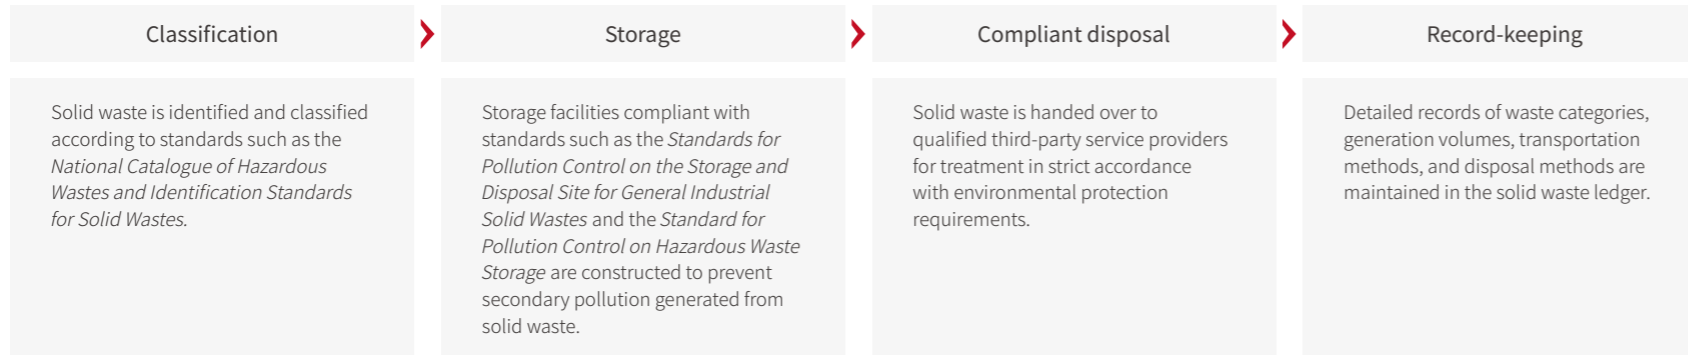 Classification
Storage
Compliant disposal
Record-keeping
Solid waste is identified and classified
according to standards such as the
National Catalogue of Hazardous
Wastes and Identification Standards
for Solid Wastes.
Storage facilities compliant with
standards such as the Standards for
Pollution Control on the Storage and
Disposal Site for General Industrial
Solid Wastes and the Standard for
Pollution Control on Hazardous Waste
Storage are constructed to prevent
secondary pollution generated from
solid waste.
Solid waste is handed over to
qualified third-party service providers
for treatment in strict accordance
with environmental protection
requirements.
Detailed records of waste categories,
generation volumes, transportation
methods, and disposal methods are
maintained in the solid waste ledger.